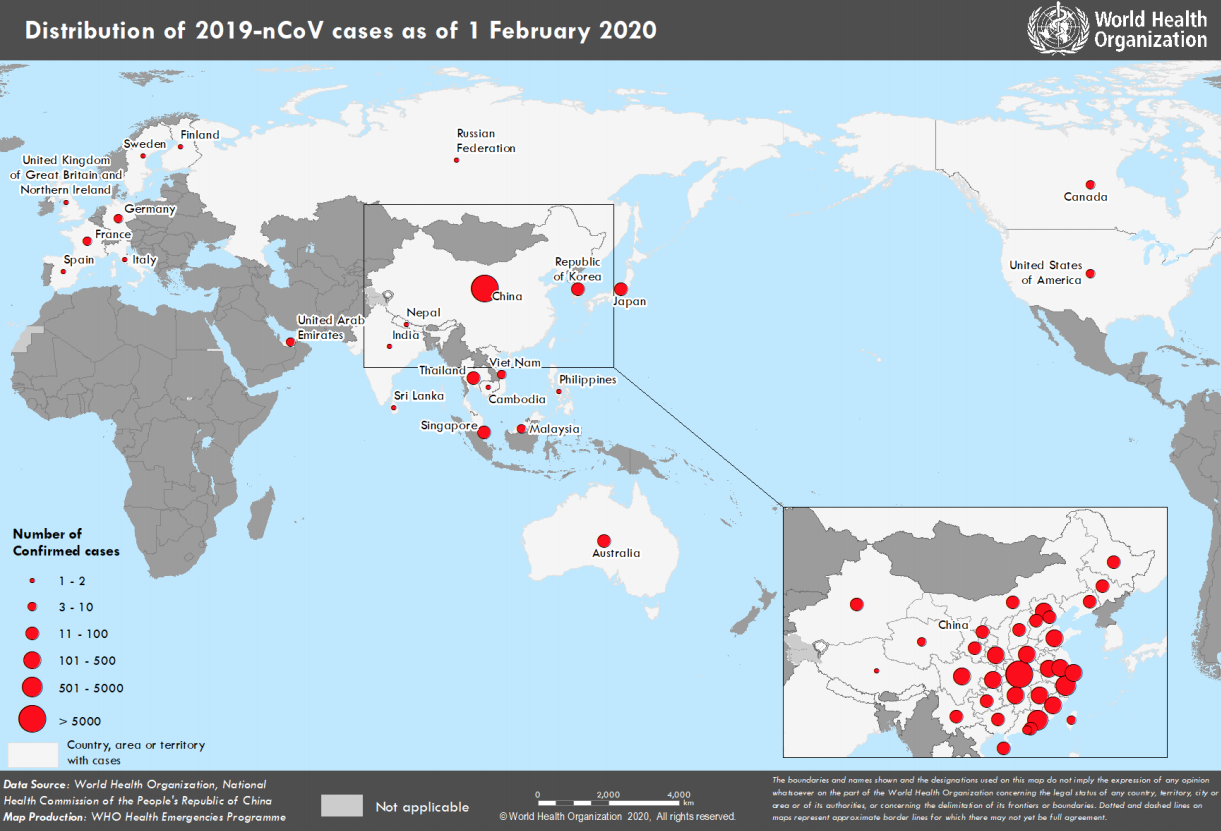 Distribution of 2019-nCoV cases as of 1 February 2020
World Health
Organization
Finland
Sweden
Russian
Federation
United Kingdom
of Great Britain and
Northern Ireland
Germany
France
Spain
Italy
Canada
United States
of America
Republic
of Korea
China
Japan
Nepal
India
United Arab
Emirates
Viet Nam
Thailand
Philippines
Cambodia
Sri Lanka
Singapore
Malaysia
Australia
China
Number of
Confirmed cases
1 - 2
3 - 10
11 - 100
101 - 500
501 - 5000
> 5000
Country, area or territory
with cases
Data Source: World Health Organization, National
Health Commission of the People's Republic of China
Map Production: WHO Health Emergencies Programme
Not applicable
0 2,000 4,000
km
© World Health Organization 2020, All rights reserved.
The boundaries and names shown and the designations used on this map do not imply the expression of any opinion
whatsoever on the part of the World Health Organization concerning the legal status of any country, territory, city or
area or of its authorities, or concerning the delimitation of its frontiers or boundaries. Dotted and dashed lines on
maps represent approximate border lines for which there may not yet be full agreement.